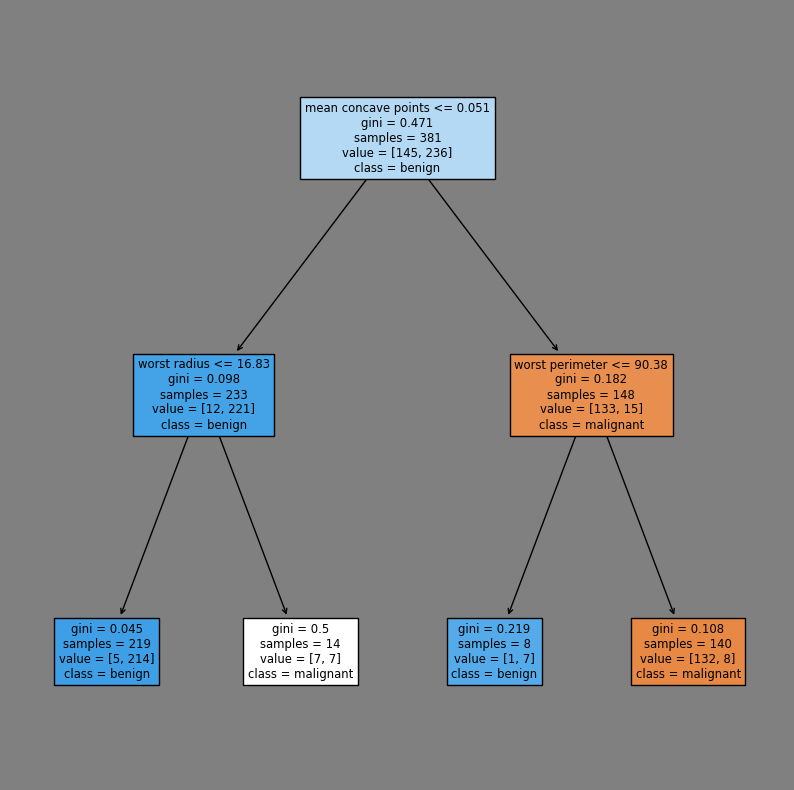 mean concave points <= 0.051
gini = 0.471
samples = 381
value = [145, 236]
class = benign
worst radius <= 16.83
gini = 0.098
samples = 233
value = [12, 221]
class = benign
worst perimeter <= 90.38
gini = 0.182
samples = 148
value = [133, 15]
class = malignant
gini = 0.045
samples = 219
value = [5, 214]
class = benign
gini = 0.5
samples = 14
value = [7, 7]
class = malignant
gini = 0.219
samples = 8
value = [1, 7]
class = benign
gini = 0.108
samples = 140
value = [132, 8]
class = malignant